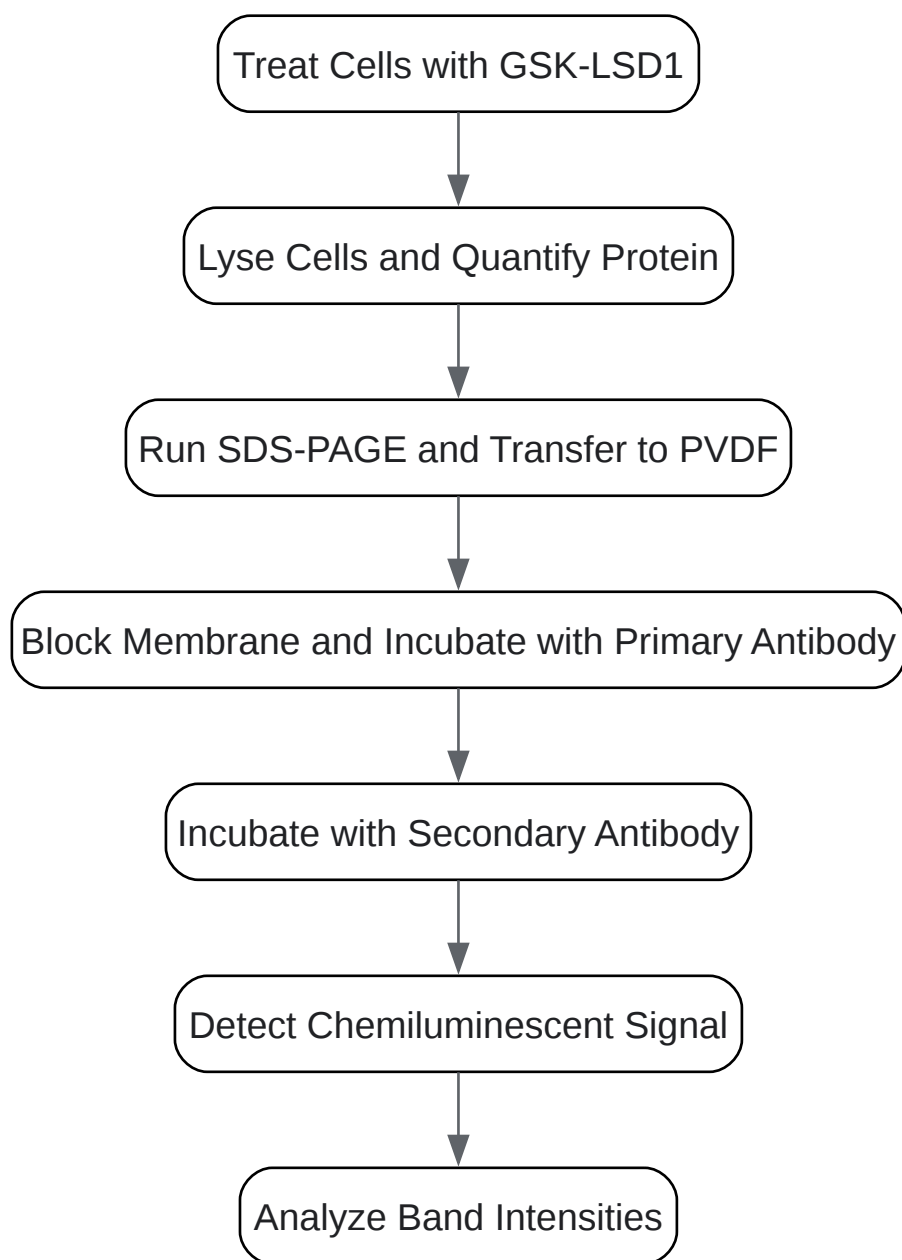 Treat Cells with GSK-LSD1
Lyse Cells and Quantify Protein
Run SDS-PAGE and Transfer to PVDF
Block Membrane and Incubate with Primary Antibody
Incubate with Secondary Antibody
Detect Chemiluminescent Signal
Analyze Band Intensities